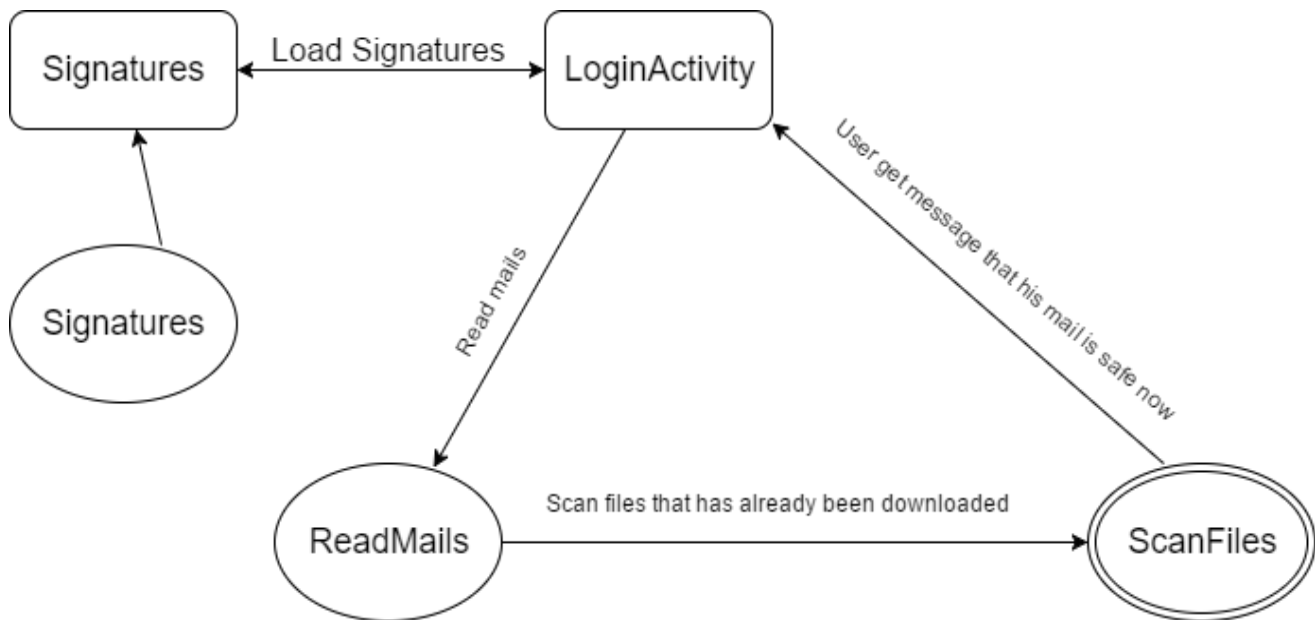 Signatures
Load Signatures
LoginActivity
User get message that his mail is safe now
Signatures
Read mails
Scan files that has already been downloaded
ReadMails
ScanFiles